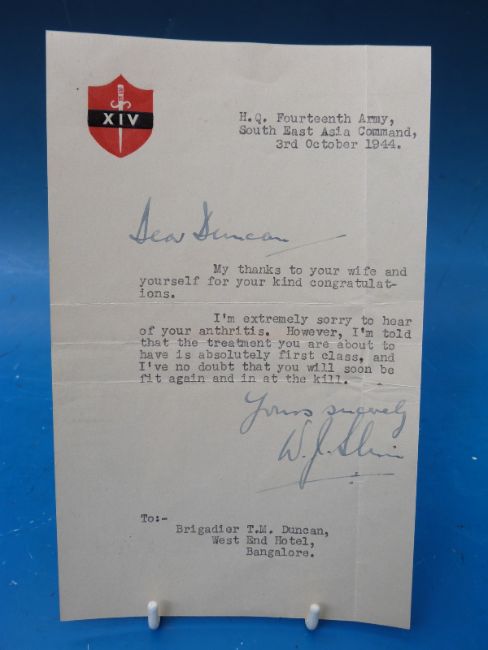 XIV
H.Q. Fourteenth Army,
South East Asia Command,
3rd October 1944.
Dear Duncan
My thanks to your wife and
yourself for your kind congratulat-
ions.
I'm extremely sorry to hear
of your anthritis. However, I'm told
that the treatment you are about to
have is absolutely first class, and
I've no doubt that you will soon be
fit again and in at the kill.
Yours sincerely
W. J. Slim
To:-
Brigadier T.M. Duncan,
West End Hotel,
Bangalore.